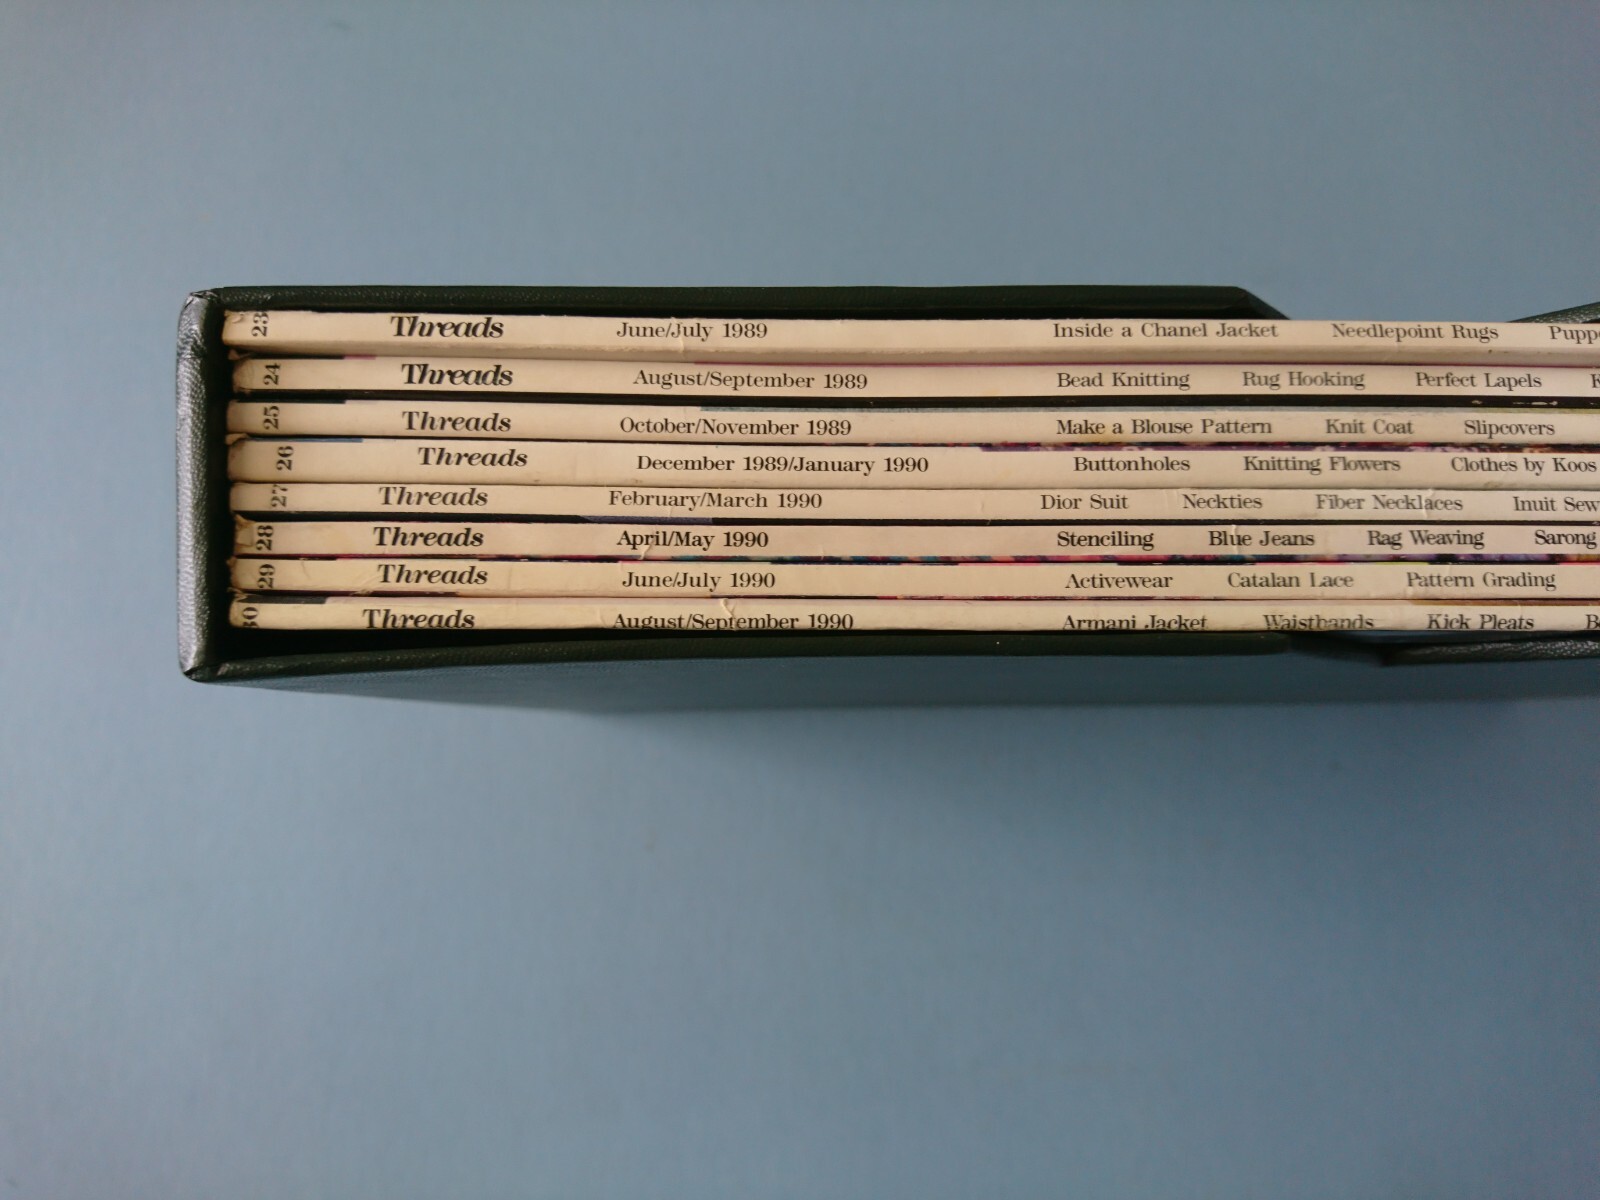 23 Threads June/July 1989 Inside a Chanel Jacket Needlepoint Rugs Puppe
24 Threads August/September 1989 Bead Knitting Rug Hooking Perfect Lapels K
25 Threads October/November 1989 Make a Blouse Pattern Knit Coat Slipcovers
26 Threads December 1989/January 1990 Buttonholes Knitting Flowers Clothes by Koos
27 Threads February/March 1990 Dior Suit Neckties Fiber Necklaces Inuit Sew
28 Threads April/May 1990 Stenciling Blue Jeans Rag Weaving Sarong
29 Threads June/July 1990 Activewear Catalan Lace Pattern Grading
30 Threads August/September 1990 Armani Jacket Waistbands Kick Pleats